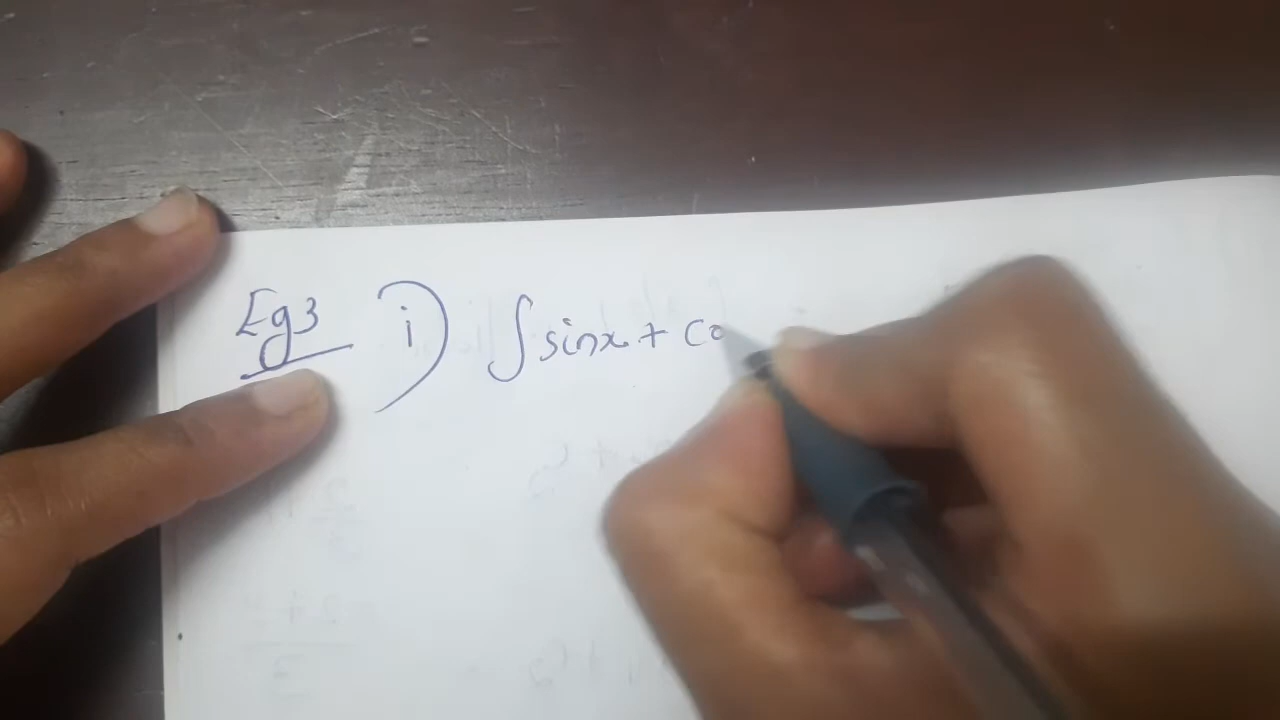 Eg3 i) ∫sinx + co